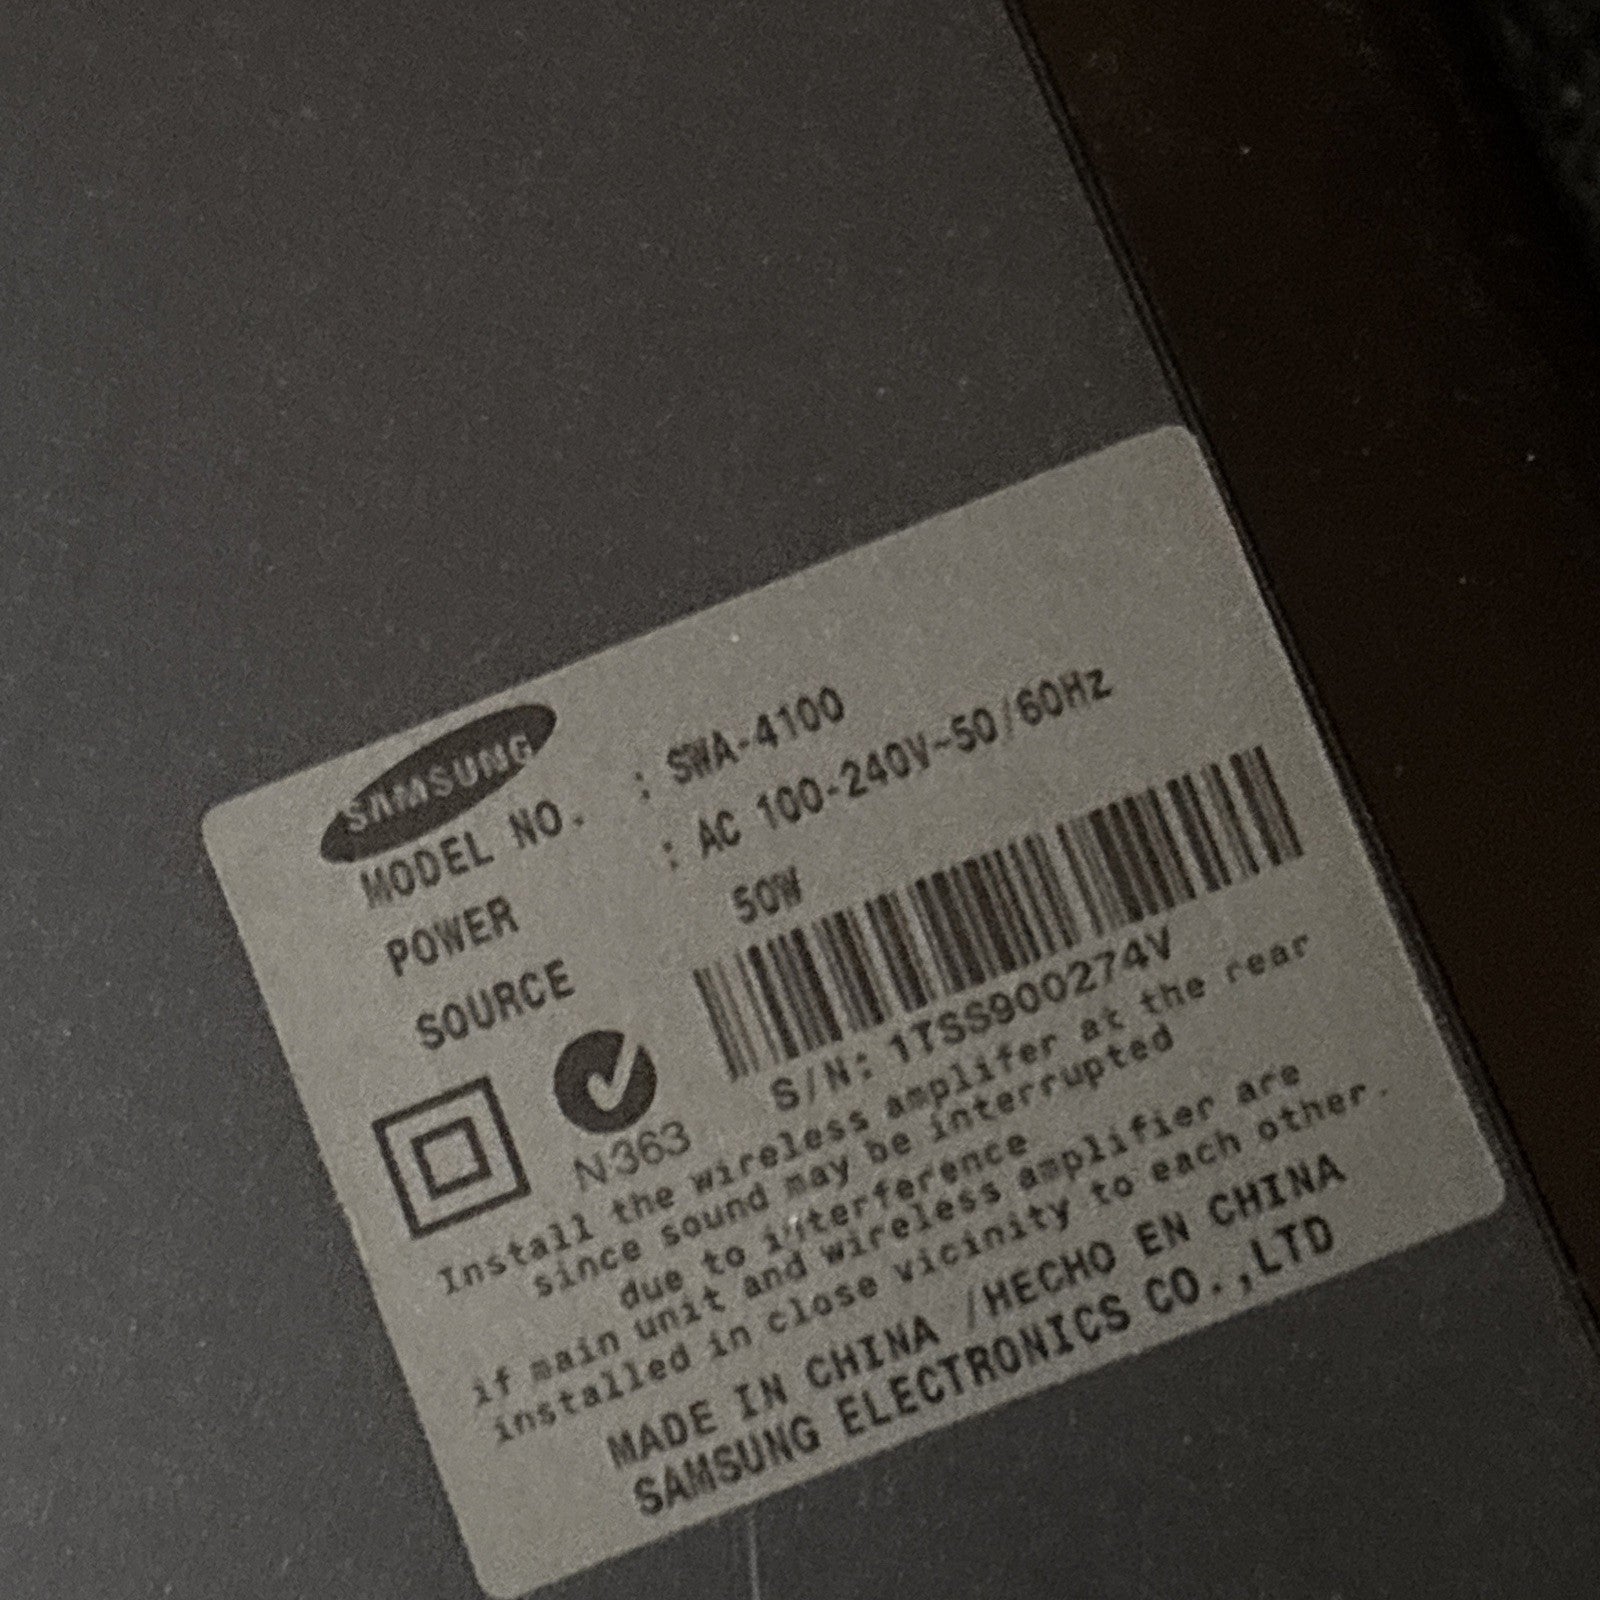 SAMSUNG
MODEL NO. : SWA-4100
POWER : AC 100-240V~50/60Hz
SOURCE 50W
S/N: 1TSS900274V
N363
Install the wireless amplifer at the rear
since sound may be interrupted
due to interference
if main unit and wireless amplifier are
installed in close vicinity to each other.
MADE IN CHINA /HECHO EN CHINA
SAMSUNG ELECTRONICS CO.,LTD